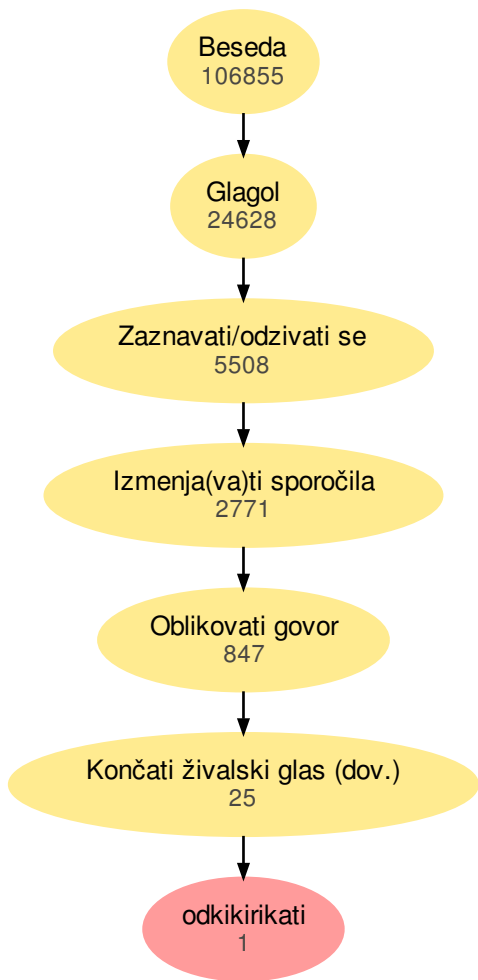 Beseda
106855
Glagol
24628
Zaznavati/odzivati se
5508
Izmenja(va)ti sporočila
2771
Oblikovati govor
847
Končati živalski glas (dov.)
25
odkikirikati
1